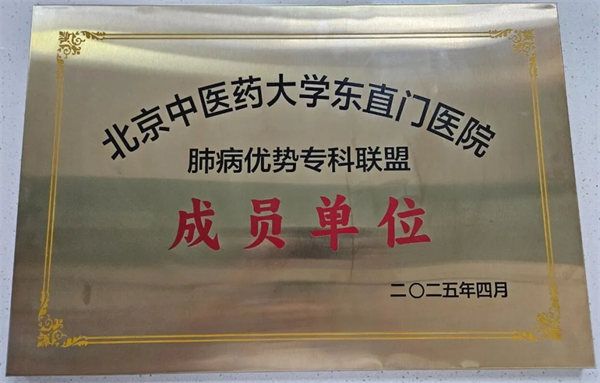 北京中医药大学东直门医院
肺病优势专科联盟
成员单位
二〇二五年四月